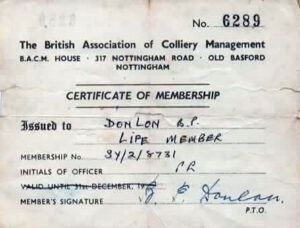 No. 6289
The British Association of Colliery Management
B.A.C.M. HOUSE · 317 NOTTINGHAM ROAD · OLD BASFORD
NOTTINGHAM
CERTIFICATE OF MEMBERSHIP
Issued to DONLON B.P.
LIFE MEMBER
MEMBERSHIP No. 34/2/8731
INITIALS OF OFFICER PR
VALID UNTIL 31st DECEMBER, 19
MEMBER'S SIGNATURE B P Donlon.
P.T.O.